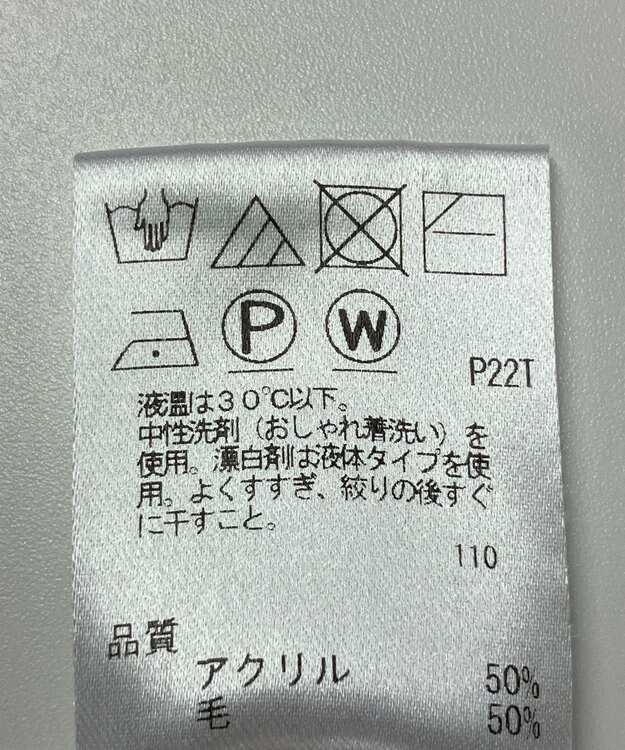 P
W
P22T
液温は３０℃以下。
中性洗剤（おしゃれ着洗い）を
使用。漂白剤は液体タイプを使
用。よくすすぎ、絞りの後すぐ
に干すこと。
110
品質
アクリル 50%
毛 50%